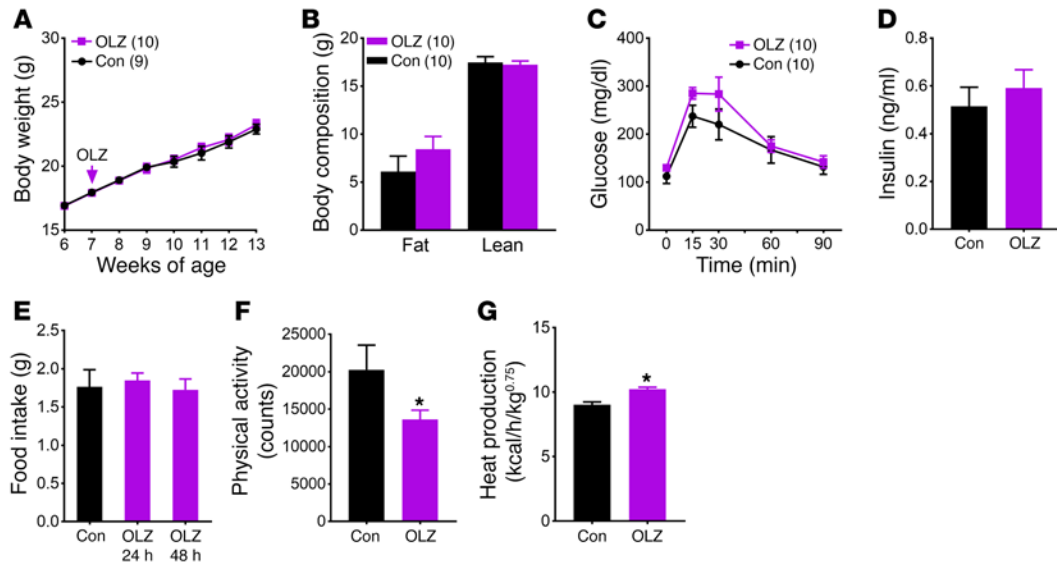 A
Body weight (g)
30
25
20
15
OLZ (10)
Con (9)
OLZ
6 7 8 9 10 11 12 13
Weeks of age
B
Body composition (g)
20
15
10
5
0
OLZ (10)
Con (10)
Fat Lean
C
Glucose (mg/dl)
400
300
200
100
0
OLZ (10)
Con (10)
0 15 30 60 90
Time (min)
D
Insulin (ng/ml)
0.9
0.6
0.3
0.0
Con OLZ
E
Food intake (g)
2.5
2.0
1.5
1.0
0.5
0.0
Con OLZ OLZ
24 h 48 h
F
Physical activity
(counts)
25000
20000
15000
10000
5000
0
*
Con OLZ
G
Heat production
(kcal/h/kg0.75)
15
10
5
0
*
Con OLZ